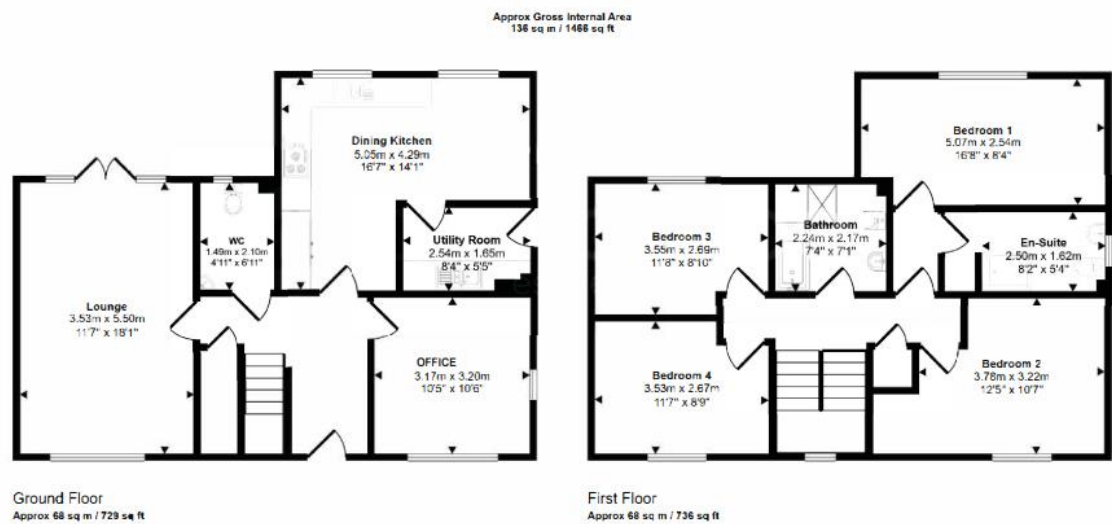 Approx Gross Internal Area
136 sq m / 1466 sq ft
Dining Kitchen
5.05m x 4.29m
16'7" x 14'1"
WC
1.49m x 2.10m
4'11" x 6'11"
Utility Room
2.54m x 1.65m
8'4" x 5'5"
Lounge
3.53m x 5.50m
11'7" x 18'1"
OFFICE
3.17m x 3.20m
10'5" x 10'6"
Ground Floor
Approx 68 sq m / 729 sq ft
Bedroom 1
5.07m x 2.54m
16'8" x 8'4"
Bedroom 3
3.55m x 2.69m
11'8" x 8'10"
Bathroom
2.24m x 2.17m
7'4" x 7'1"
En-Suite
2.50m x 1.62m
8'2" x 5'4"
Bedroom 4
3.53m x 2.67m
11'7" x 8'9"
Bedroom 2
3.78m x 3.22m
12'5" x 10'7"
First Floor
Approx 68 sq m / 736 sq ft